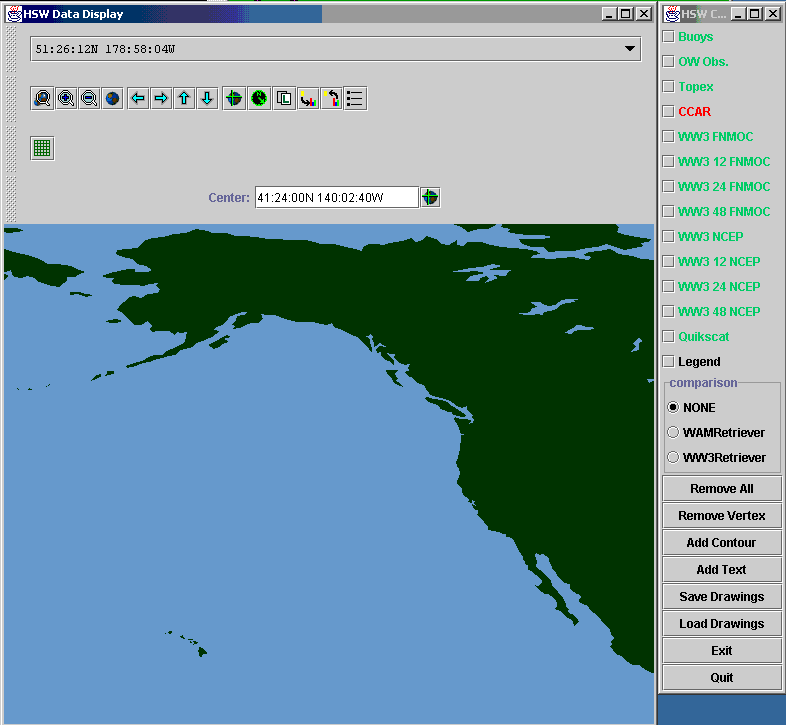 HSW Data Display
51:26:12N 178:58:04W
L
Center: 41:24:00N 140:02:40W
HSW C...
Buoys
OW Obs.
Topex
CCAR
WW3 FNMOC
WW3 12 FNMOC
WW3 24 FNMOC
WW3 48 FNMOC
WW3 NCEP
WW3 12 NCEP
WW3 24 NCEP
WW3 48 NCEP
Quikscat
Legend
comparison
NONE
WAMRetriever
WW3Retriever
Remove All
Remove Vertex
Add Contour
Add Text
Save Drawings
Load Drawings
Exit
Quit